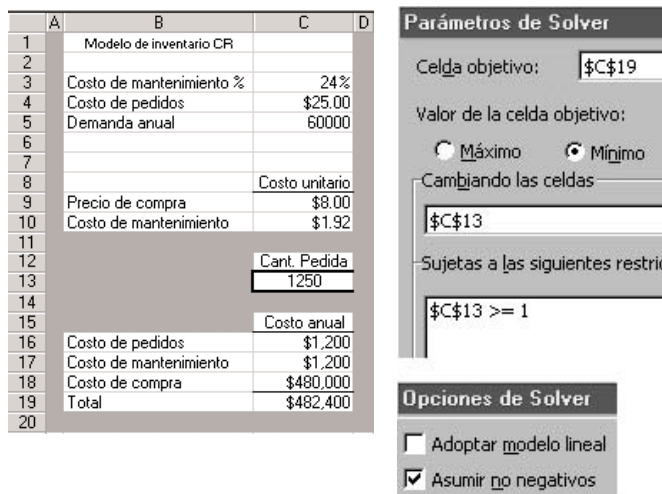 A B C D
1 Modelo de inventario CR
2
3 Costo de mantenimiento % 24%
4 Costo de pedidos $25.00
5 Demanda anual 60000
6
7
8 Costo unitario
9 Precio de compra $8.00
10 Costo de mantenimiento $1.92
11
12 Cant. Pedida
13 1250
14
15 Costo anual
16 Costo de pedidos $1,200
17 Costo de mantenimiento $1,200
18 Costo de compra $480,000
19 Total $482,400
20
Parámetros de Solver
Celda objetivo: $C$19
Valor de la celda objetivo:
Máximo Mínimo
Cambiando las celdas
$C$13
Sujetas a las siguientes restric
$C$13 >= 1
Opciones de Solver
Adoptar modelo lineal
Asumir no negativos